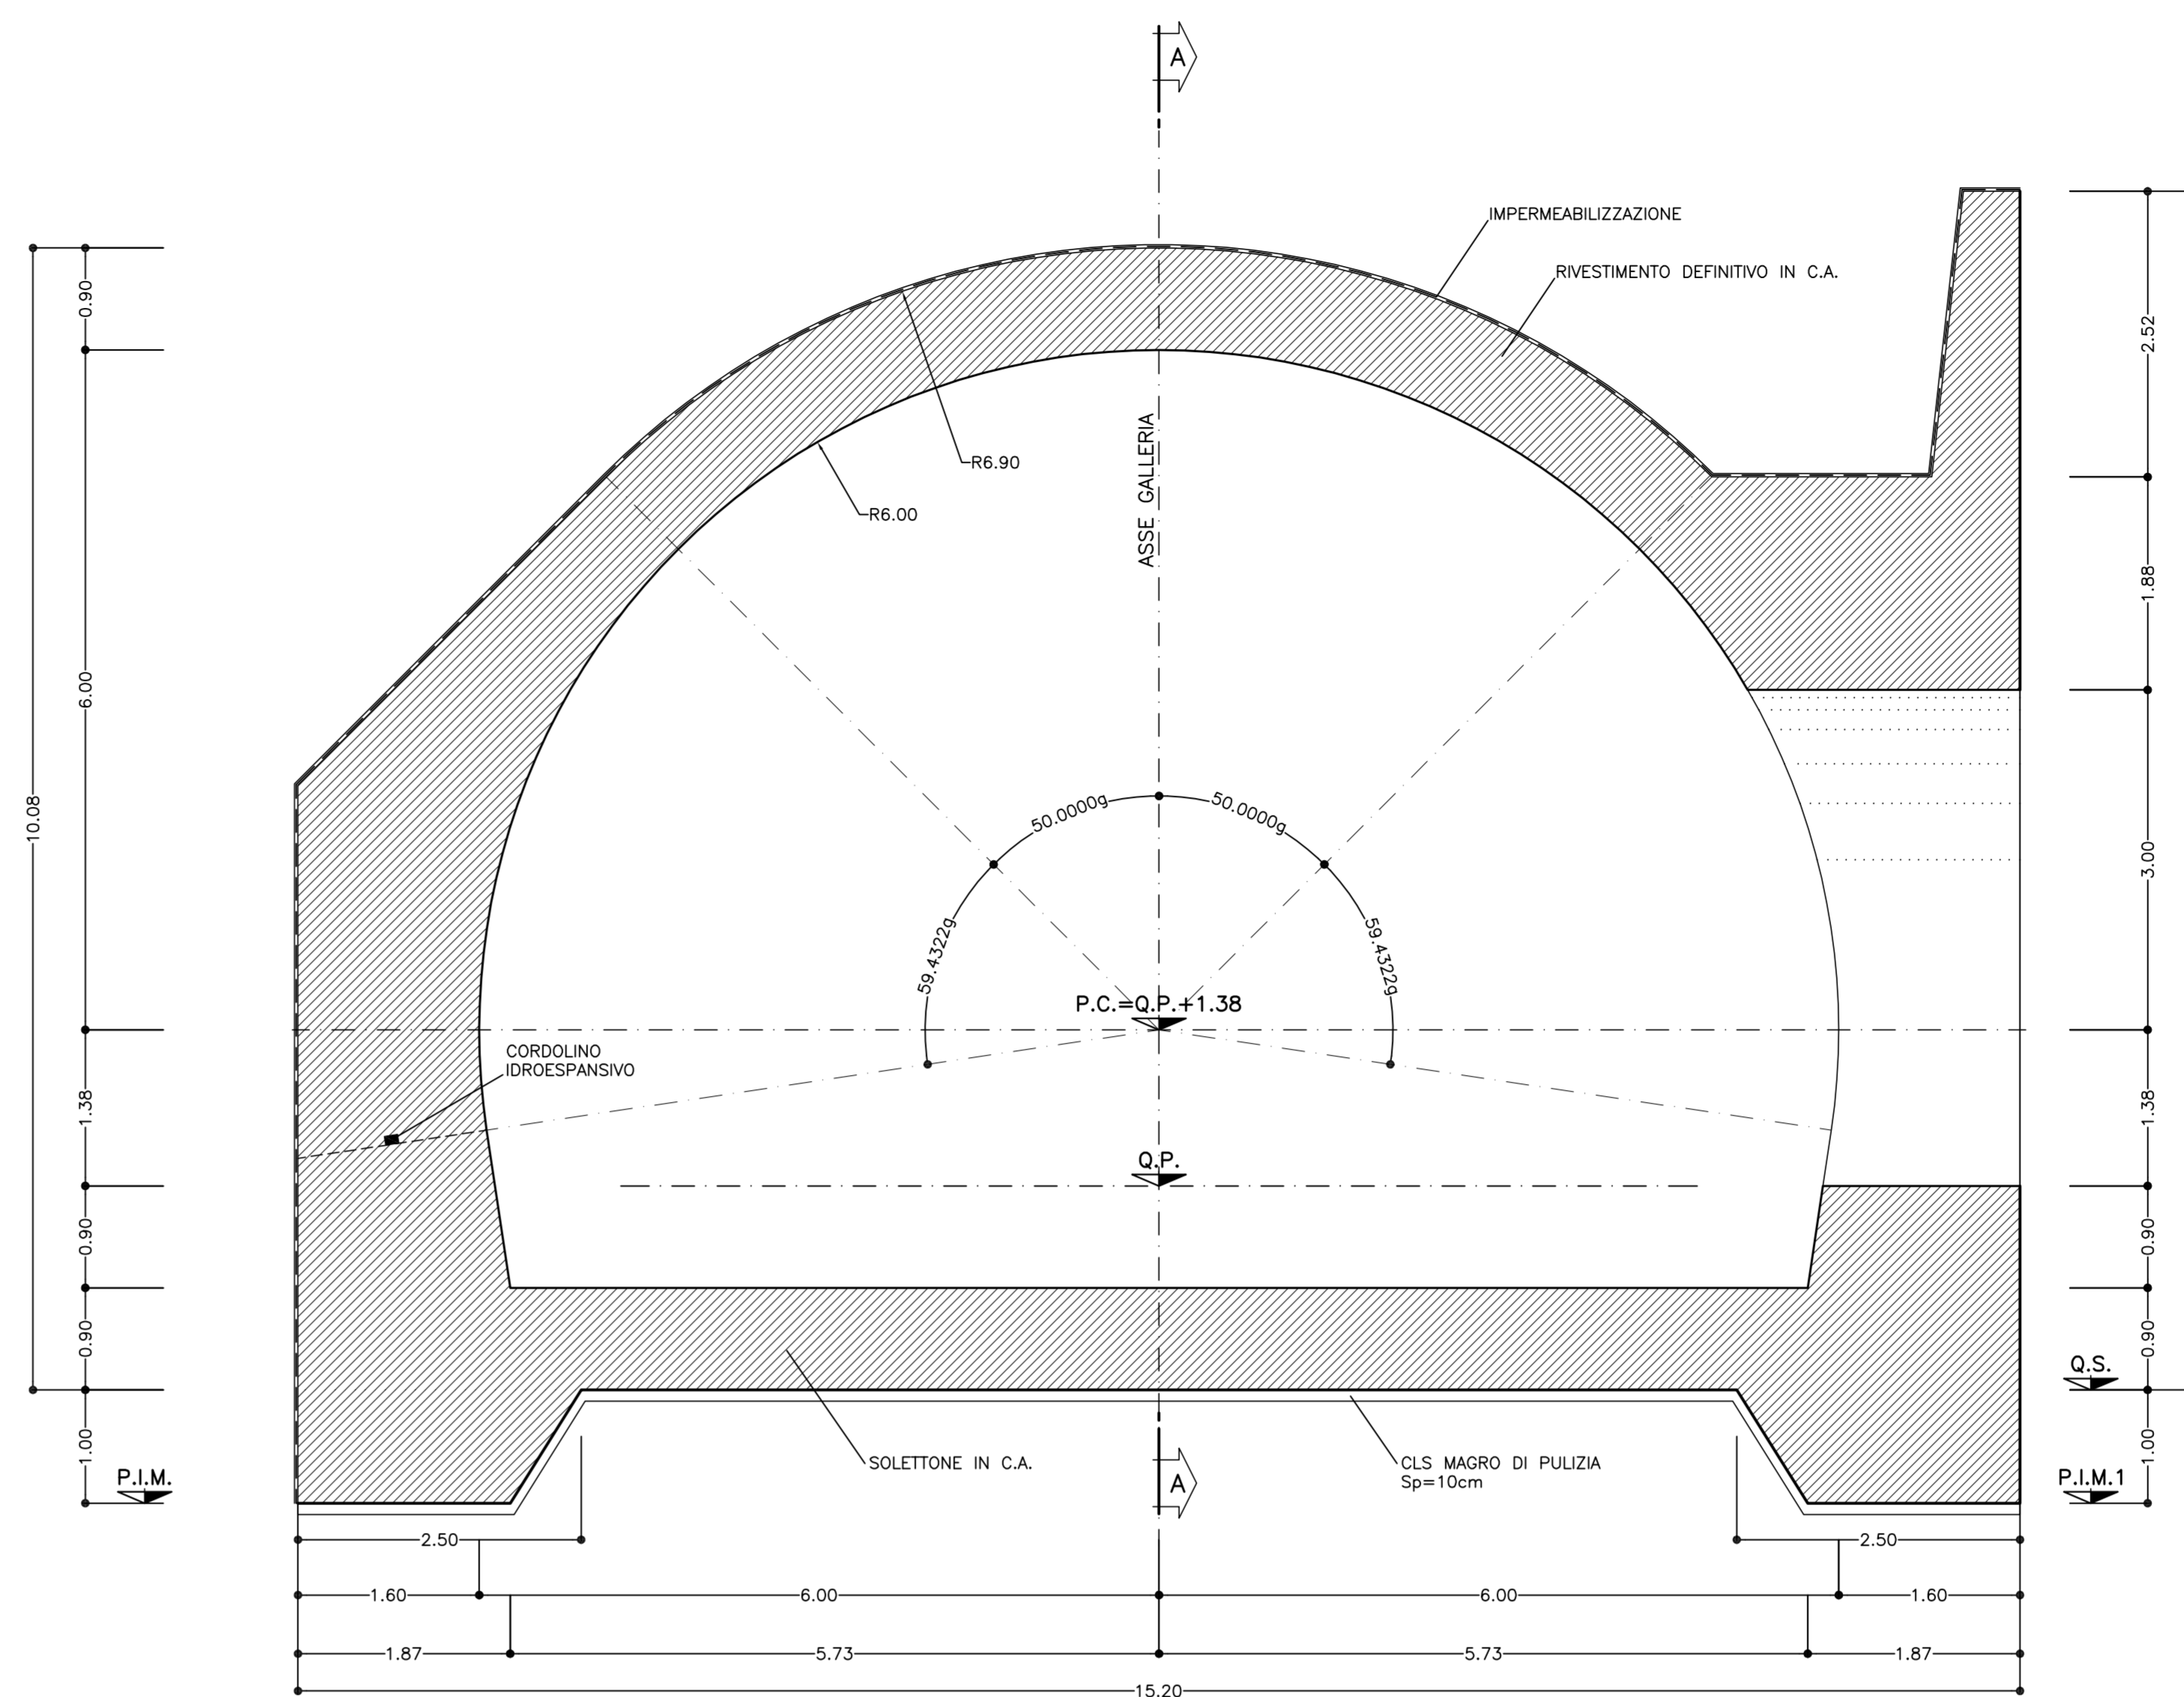 A
IMPERMEABILIZZAZIONE
RIVESTIMENTO DEFINITIVO IN C.A.
0.90
2.52
R6.90
R6.00
ASSE GALLERIA
1.88
6.00
10.08
50.0000g
50.0000g
3.00
59.4322g
59.4322g
P.C.=Q.P.+1.38
CORDOLINO
IDROESPANSIVO
1.38
1.38
Q.P.
0.90
0.90
0.90
0.90
Q.S.
1.00
1.00
SOLETTONE IN C.A.
A
CLS MAGRO DI PULIZIA
Sp=10cm
P.I.M.
P.I.M.1
2.50
2.50
1.60
6.00
6.00
1.60
1.87
5.73
5.73
1.87
15.20